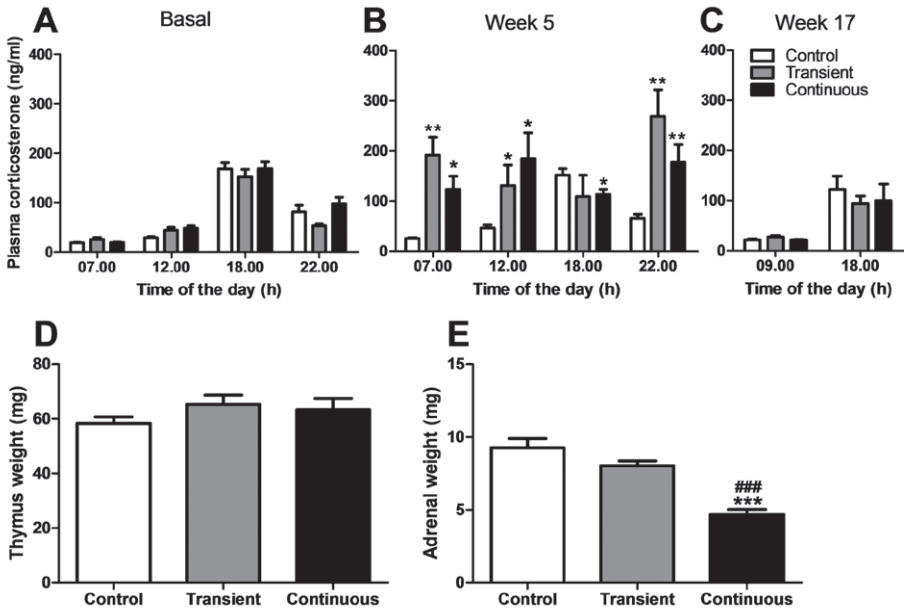 A Basal
B Week 5
C Week 17
Plasma corticosterone (ng/ml)
400
300
200
100
0
07.00 12.00 18.00 22.00
Time of the day (h)
400
300
200
100
0
** * * * * ** **
07.00 12.00 18.00 22.00
Time of the day (h)
400
300
200
100
0
Control
Transient
Continuous
09.00 18.00
Time of the day (h)
D
Thymus weight (mg)
80
60
40
20
0
Control Transient Continuous
E
Adrenal weight (mg)
15
10
5
0
###
***
Control Transient Continuous